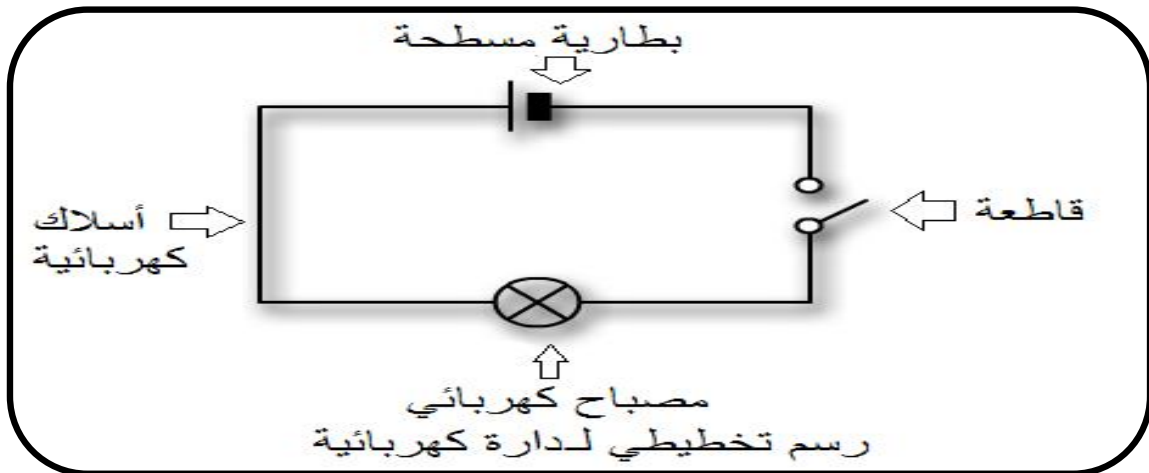 بطارية مسطحة
قاطعة
أسلاك
كهربائية
مصباح كهربائي
رسم تخطيطي لـدارة كهربائية